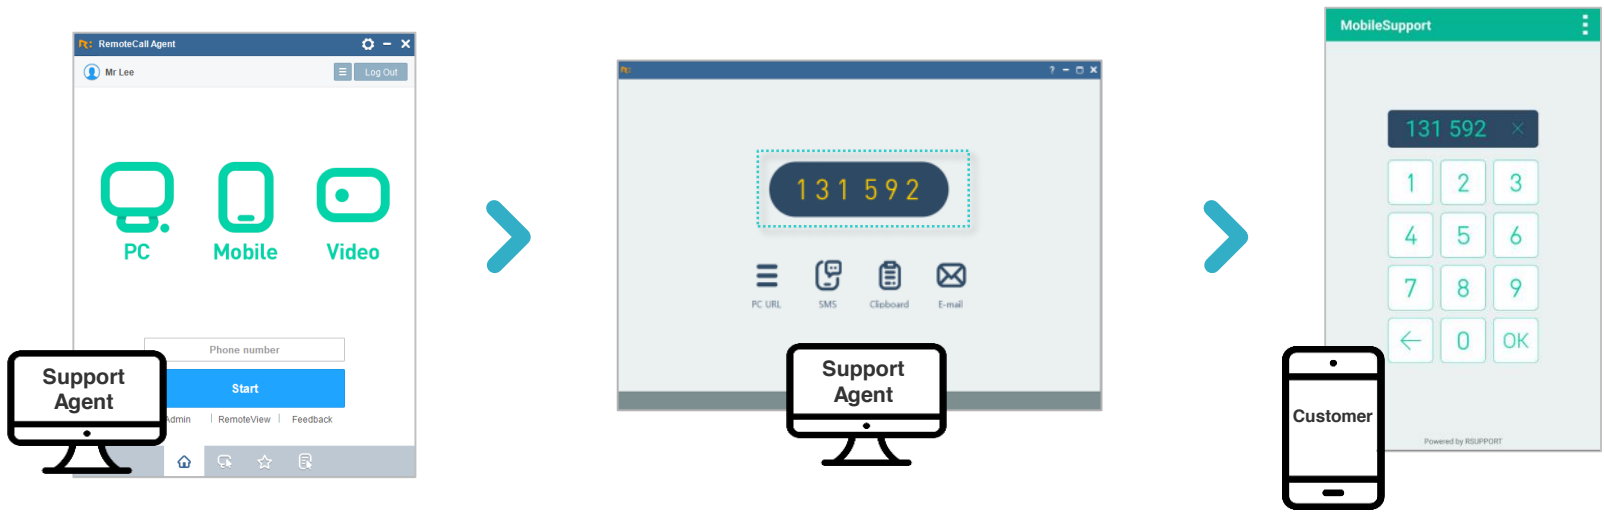 RemoteCall Agent
Mr Lee
Log Out
PC
Mobile
Video
Phone number
Start
Admin
RemoteView
Feedback
Support
Agent
?
131 592
PC URL
SMS
Clipboard
E-mail
Support
Agent
MobileSupport
131 592 ×
1 2 3
4 5 6
7 8 9
← 0 OK
Customer
Powered by RSUPPORT